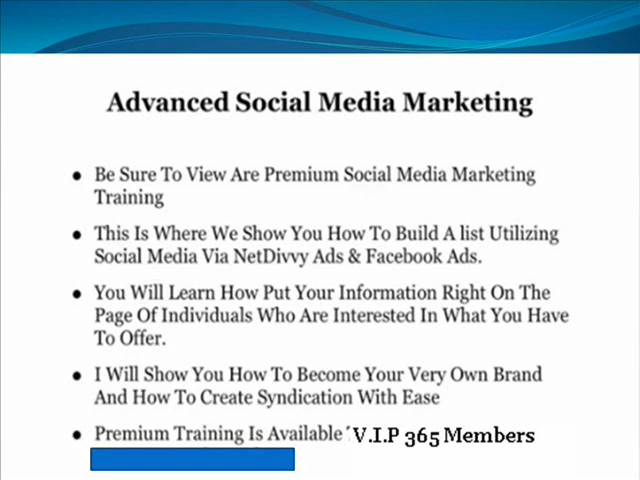 Advanced Social Media Marketing
● Be Sure To View Are Premium Social Media Marketing
Training
● This Is Where We Show You How To Build A list Utilizing
Social Media Via NetDivvy Ads & Facebook Ads.
● You Will Learn How Put Your Information Right On The
Page Of Individuals Who Are Interested In What You Have
To Offer.
● I Will Show You How To Become Your Very Own Brand
And How To Create Syndication With Ease
● Premium Training Is Available V.I.P 365 Members